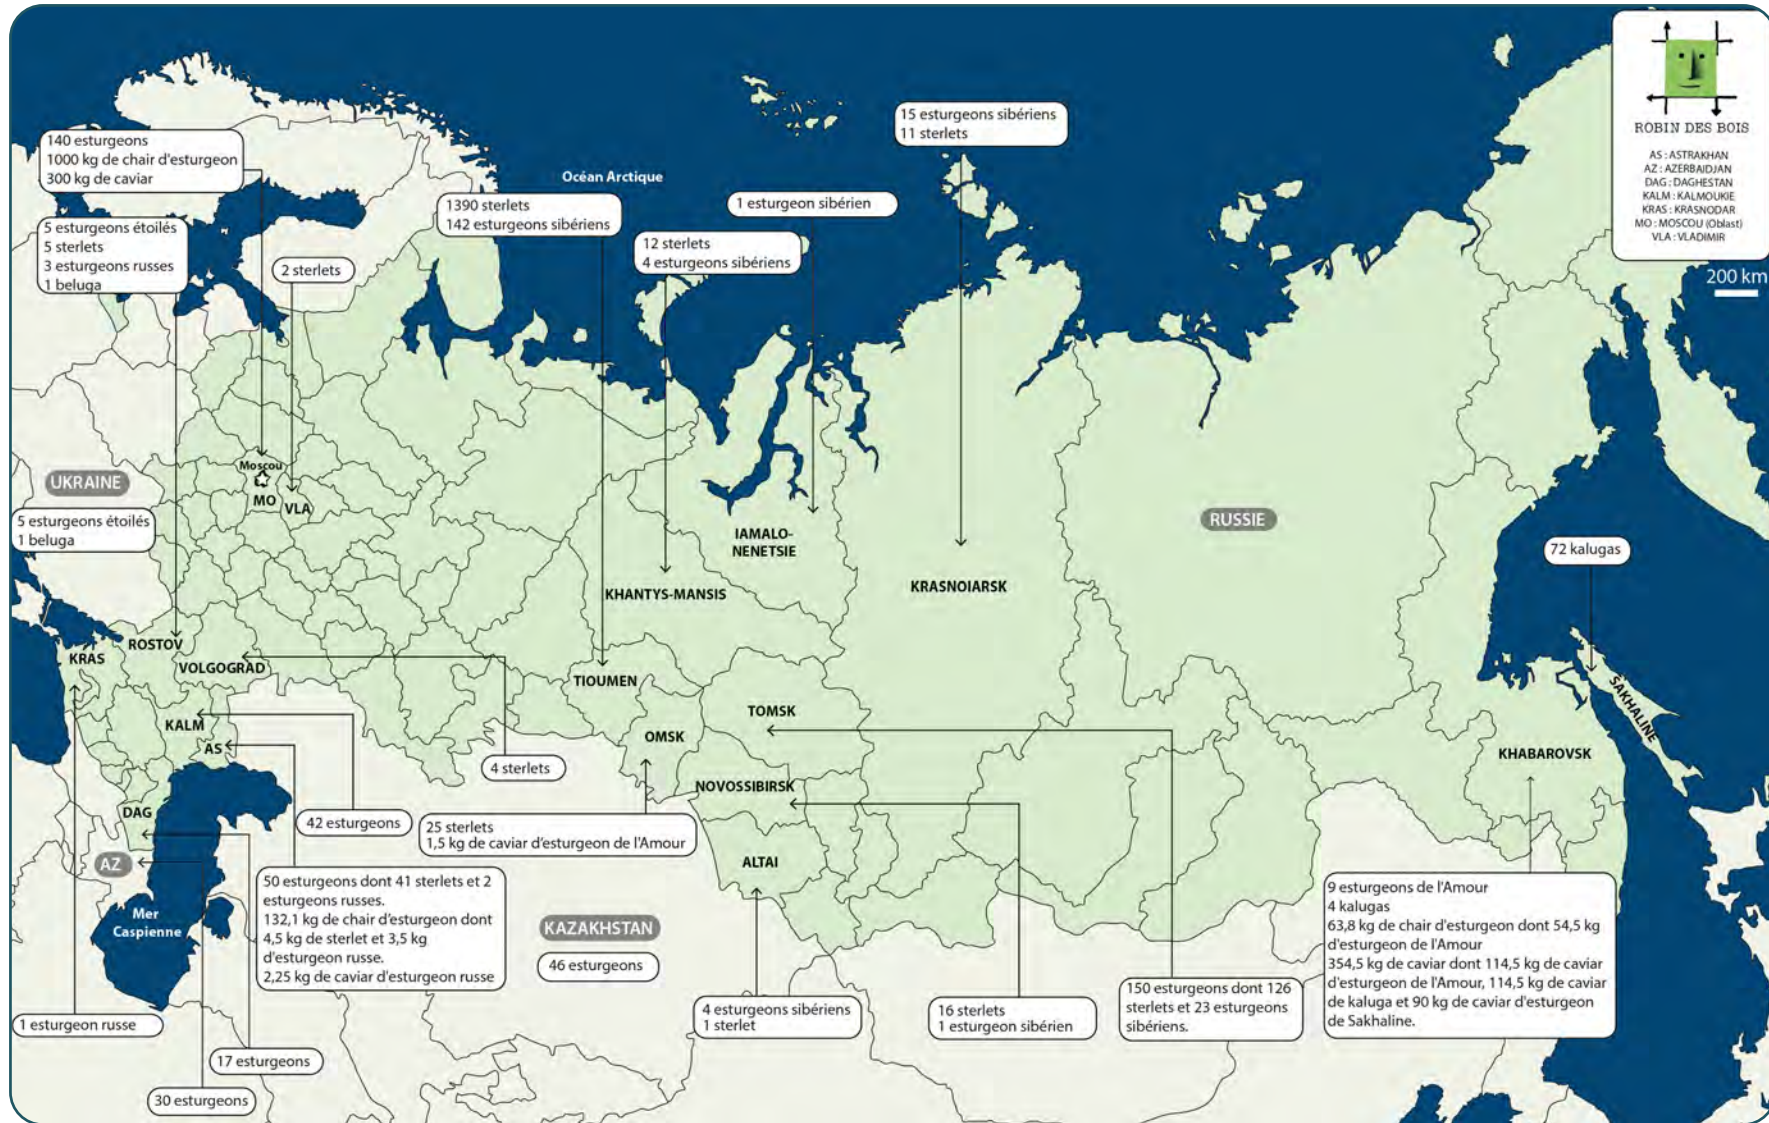 ROBIN DES BOIS
AS : ASTRAKHAN
AZ : AZERBAIDJAN
DAG : DAGHESTAN
KALM : KALMOUKIE
KRAS : KRASNODAR
MO : MOSCOU (Oblast)
VLA : VLADIMIR
200 km
15 esturgeons sibériens
11 sterlets
140 esturgeons
1000 kg de chair d'esturgeon
300 kg de caviar
Océan Arctique
1390 sterlets
142 esturgeons sibériens
1 esturgeon sibérien
5 esturgeons étoilés
5 sterlets
3 esturgeons russes
1 beluga
12 sterlets
4 esturgeons sibériens
2 sterlets
Moscou
MO
VLA
UKRAINE
5 esturgeons étoilés
1 beluga
RUSSIE
IAMALO-
NENETSIE
72 kalugas
KHANTYS-MANSIS
KRASNOIARSK
ROSTOV
KRAS
VOLGOGRAD
TIOUMEN
SAKHALINE
KALM
AS
TOMSK
OMSK
KHABAROVSK
4 sterlets
NOVOSSIBIRSK
DAG
42 esturgeons
25 sterlets
1,5 kg de caviar d'esturgeon de l'Amour
AZ
ALTAI
50 esturgeons dont 41 sterlets et 2
esturgeons russes.
132,1 kg de chair d'esturgeon dont
4,5 kg de sterlet et 3,5 kg
d'esturgeon russe.
2,25 kg de caviar d'esturgeon russe
9 esturgeons de l'Amour
4 kalugas
63,8 kg de chair d'esturgeon dont 54,5 kg
d'esturgeon de l'Amour
354,5 kg de caviar dont 114,5 kg de caviar
d'esturgeon de l'Amour, 114,5 kg de caviar
de kaluga et 90 kg de caviar d'esturgeon
de Sakhaline.
Mer
Caspienne
KAZAKHSTAN
46 esturgeons
150 esturgeons dont 126
sterlets et 23 esturgeons
sibériens.
4 esturgeons sibériens
1 sterlet
16 sterlets
1 esturgeon sibérien
1 esturgeon russe
17 esturgeons
30 esturgeons